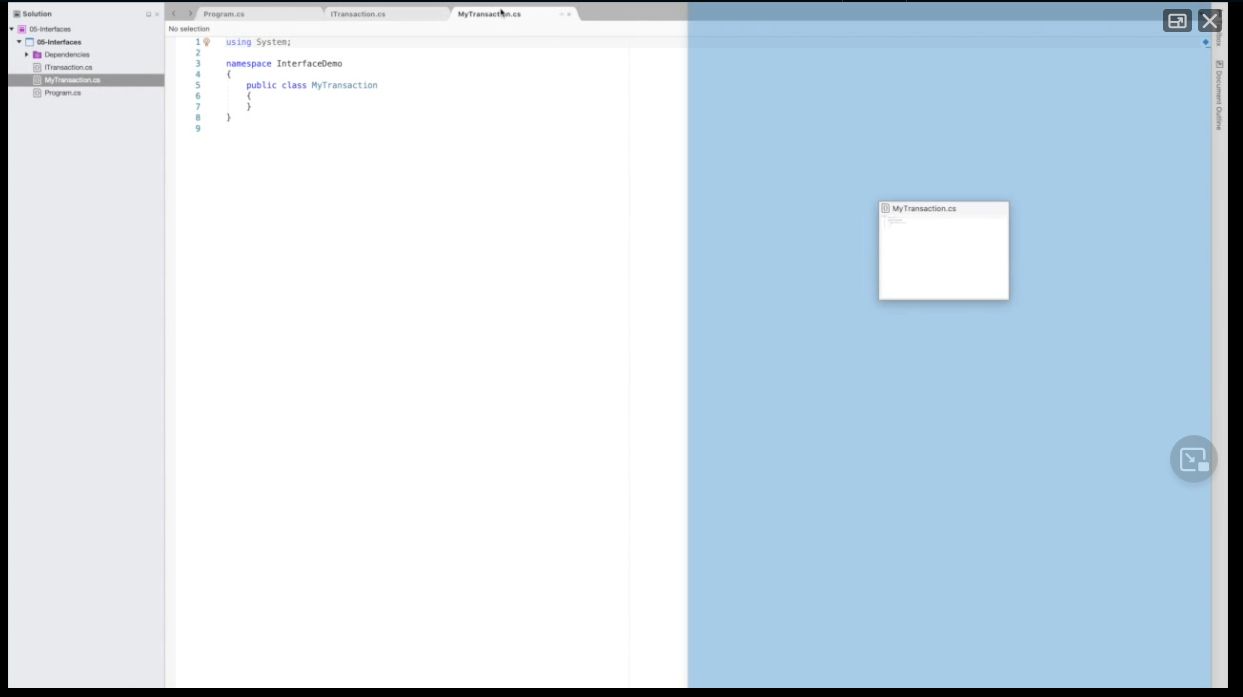 Solution
05-Interfaces
05-Interfaces
Dependencies
ITransaction.cs
MyTransaction.cs
Program.cs
Program.cs
ITransaction.cs
MyTransaction.cs
No selection
1 using System;
2
3 namespace InterfaceDemo
4 {
5 public class MyTransaction
6 {
7 }
8 }
9
MyTransaction.cs
Document Outline